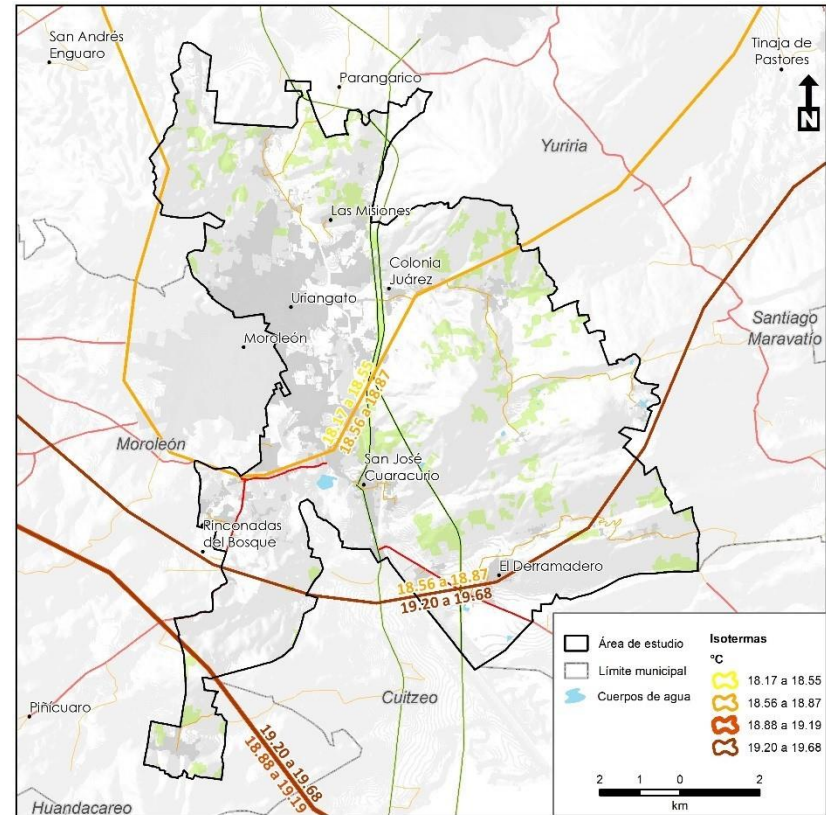 San Andrés
Enguaro
Parangarico
Tinaja de
Pastores
N
Yuriria
Las Misiones
Colonia
Juárez
Uriangato
Moroleón
Santiago
Maravatío
18.17 a 18.55
18.56 a 18.87
Moroleón
San José
Cuaracurio
Rinconadas
del Bosque
El Derramadero
18.56 a 18.87
19.20 a 19.68
Cuitzeo
Piñícuaro
19.20 a 19.68
18.88 a 19.19
Huandacareo
Área de estudio
Límite municipal
Cuerpos de agua
Isotermas
°C
18.17 a 18.55
18.56 a 18.87
18.88 a 19.19
19.20 a 19.68
2 1 0 2
km